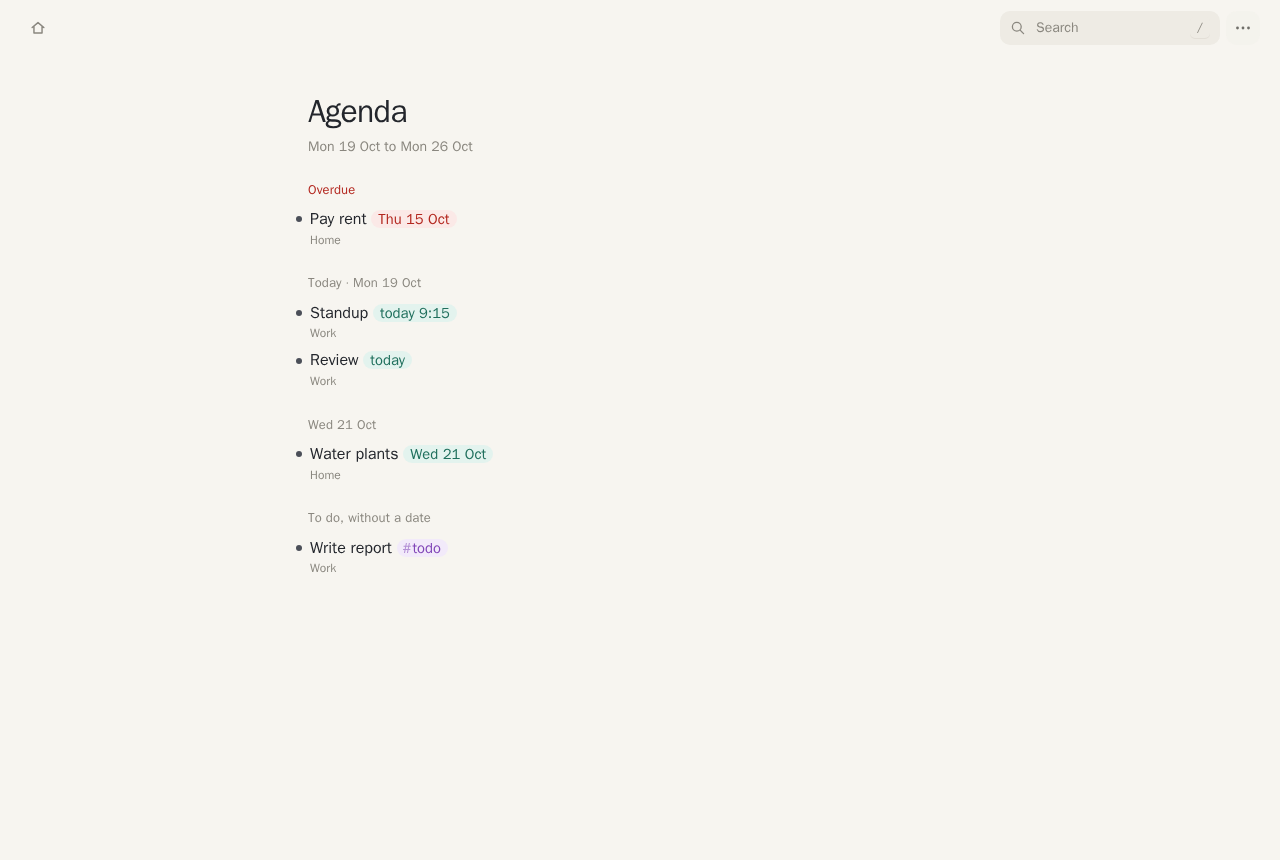 Search /
Agenda
Mon 19 Oct to Mon 26 Oct
Overdue
Pay rent Thu 15 Oct
Home
Today · Mon 19 Oct
Standup today 9:15
Work
Review today
Work
Wed 21 Oct
Water plants Wed 21 Oct
Home
To do, without a date
Write report #todo
Work